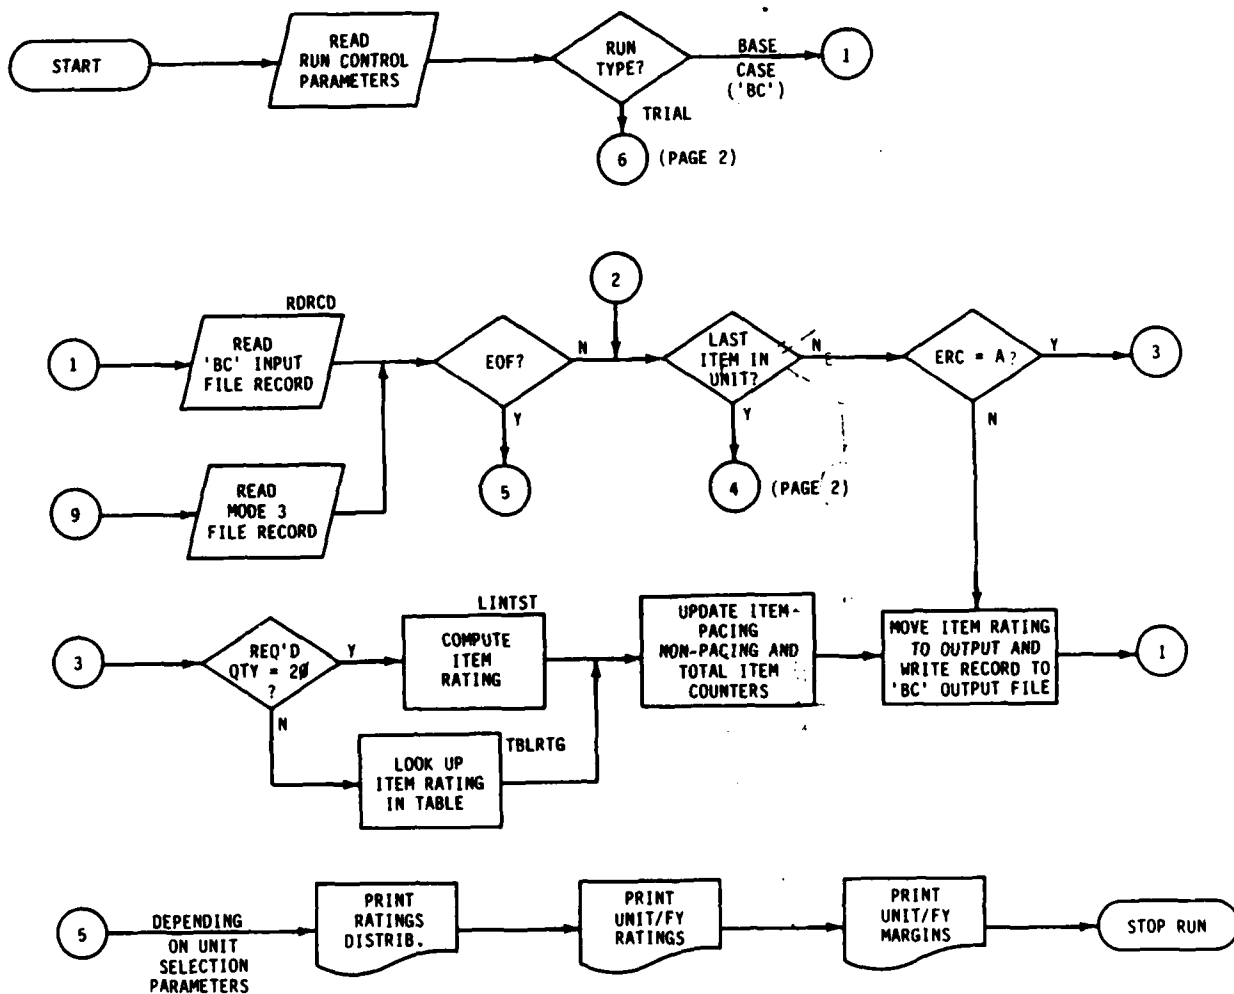 START
READ
RUN CONTROL
PARAMETERS
RUN
TYPE?
BASE
CASE
('BC')
1
TRIAL
6 (PAGE 2)
2
RDRCD
1
READ
'BC' INPUT
FILE RECORD
EOF?
N
Y
5
LAST
ITEM IN
UNIT?
N
Y
4 (PAGE 2)
ERC = A?
Y
3
N
9
READ
MODE 3
FILE RECORD
3
REQ'D
QTY = 20
?
Y
N
LINTST
COMPUTE
ITEM
RATING
TBLRTG
LOOK UP
ITEM RATING
IN TABLE
UPDATE ITEM-
PACING
NON-PACING AND
TOTAL ITEM
COUNTERS
MOVE ITEM RATING
TO OUTPUT AND
WRITE RECORD TO
'BC' OUTPUT FILE
1
5
DEPENDING
ON UNIT
SELECTION
PARAMETERS
PRINT
RATINGS
DISTRIB.
PRINT
UNIT/FY
RATINGS
PRINT
UNIT/FY
MARGINS
STOP RUN